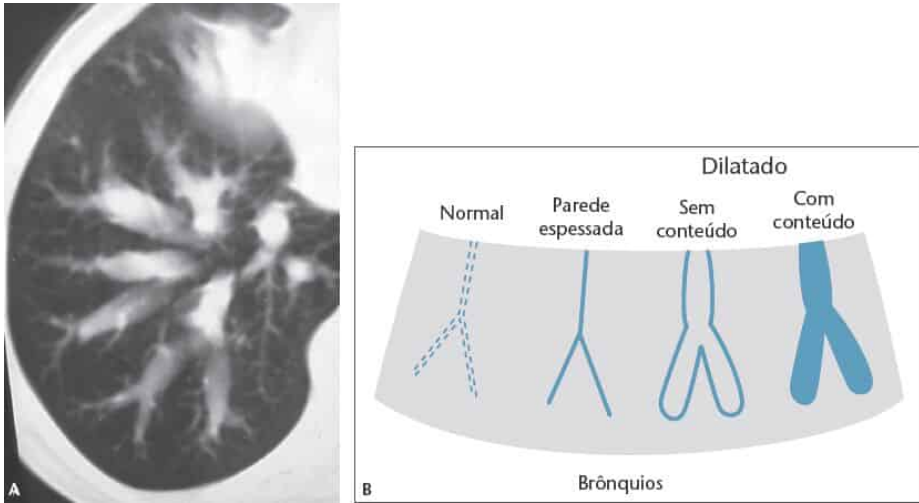 A
Dilatado
Normal
Parede
espessada
Sem
conteúdo
Com
conteúdo
B
Brônquios